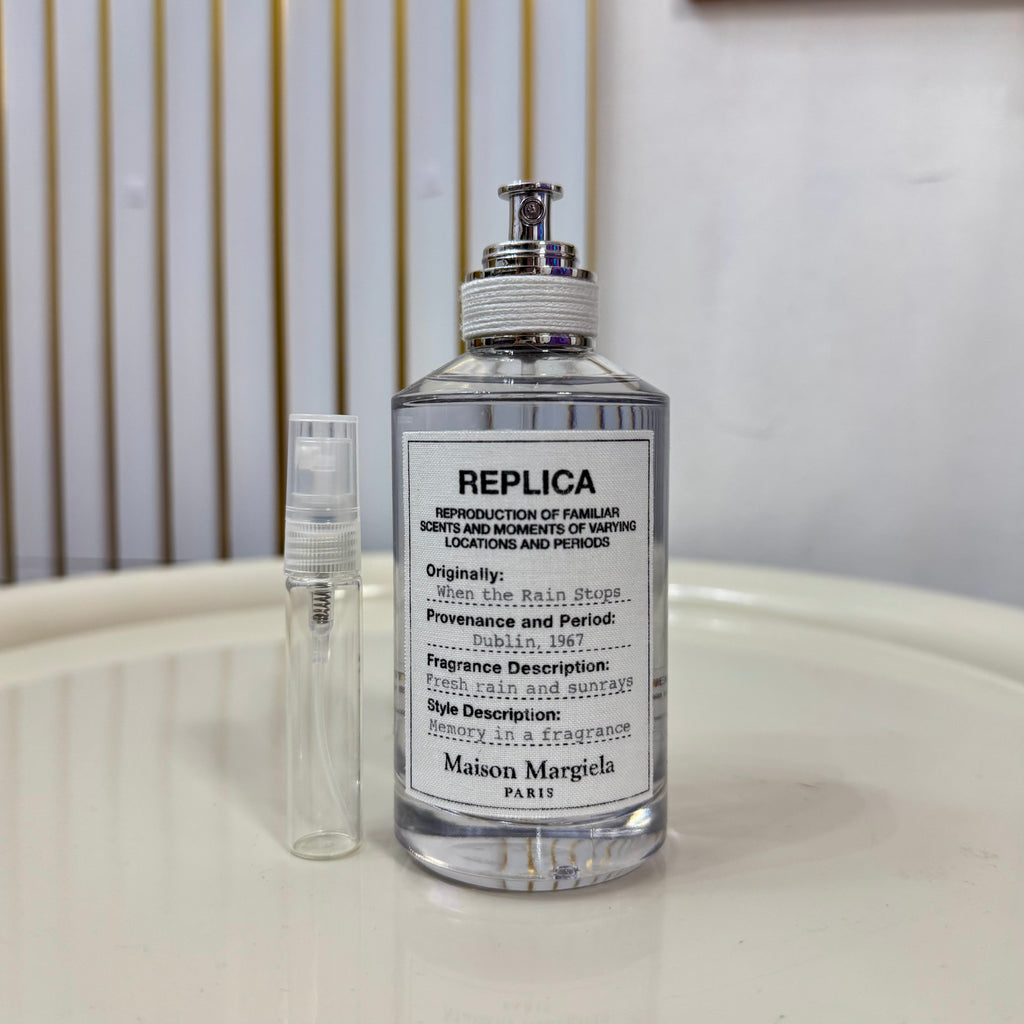 REPLICA
REPRODUCTION OF FAMILIAR
SCENTS AND MOMENTS OF VARYING
LOCATIONS AND PERIODS
Originally:
When the Rain Stops
Provenance and Period:
Dublin, 1967
Fragrance Description:
Fresh rain and sunrays
Style Description:
Memory in a fragrance
Maison Margiela
PARIS